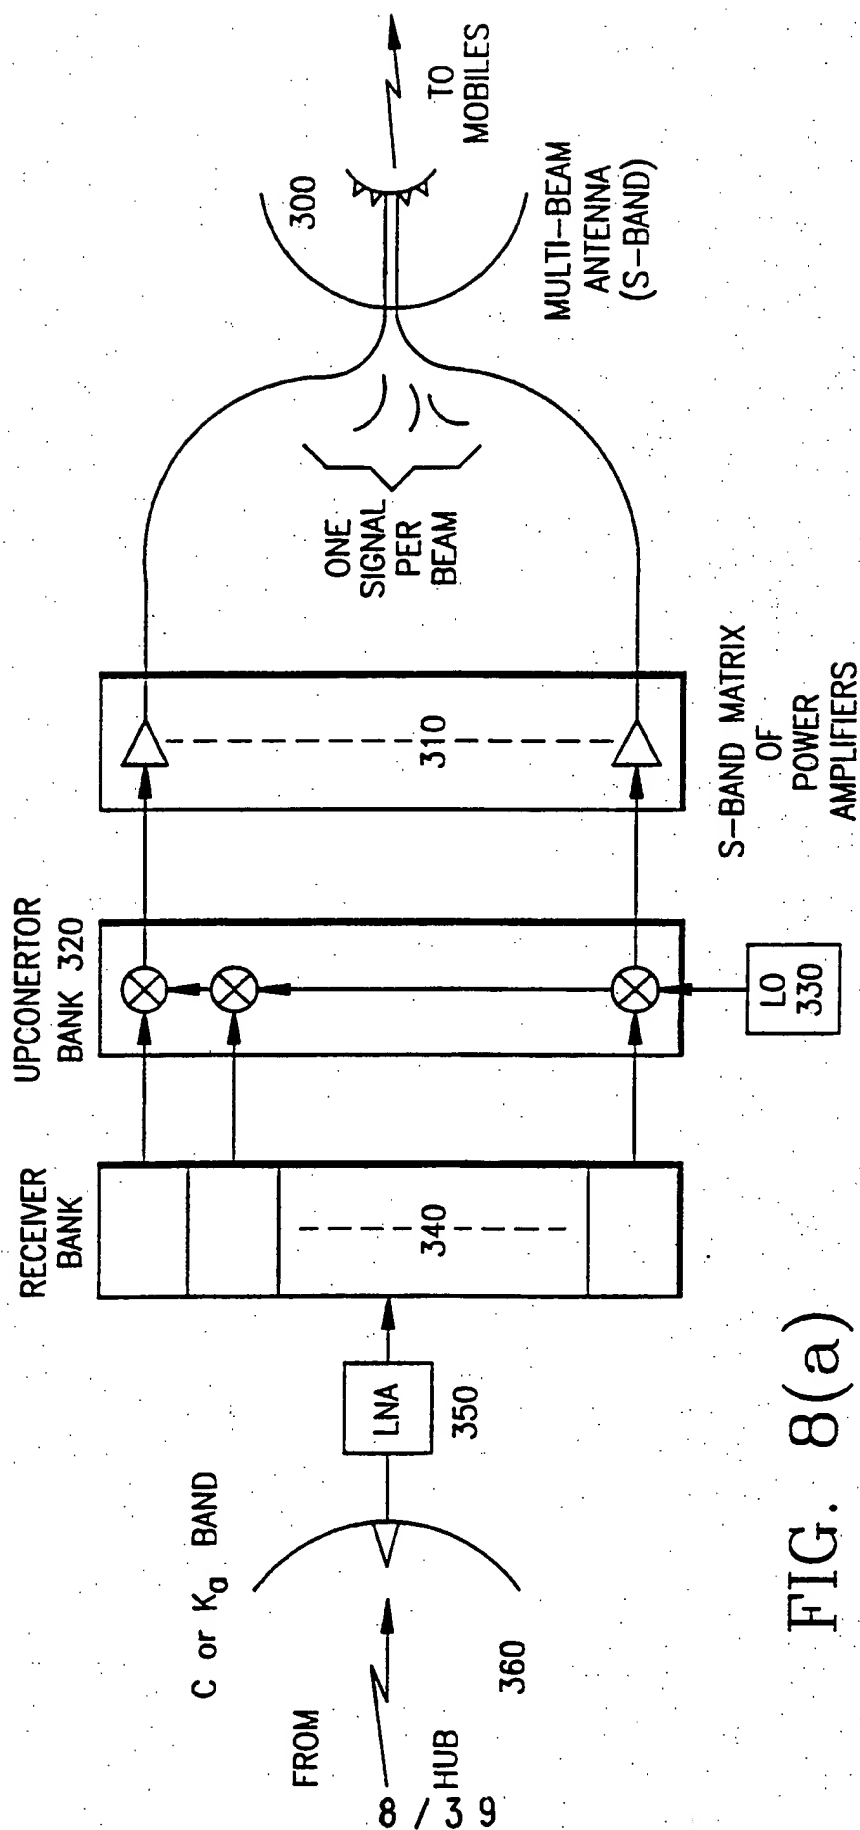 FROM
HUB
C or Ka BAND
360
LNA
350
RECEIVER
BANK
340
UPCONERTOR
BANK 320
LO
330
310
S-BAND MATRIX
OF
POWER
AMPLIFIERS
ONE
SIGNAL
PER
BEAM
300
MULTI-BEAM
ANTENNA
(S-BAND)
TO
MOBILES
FIG. 8(a)
8/39